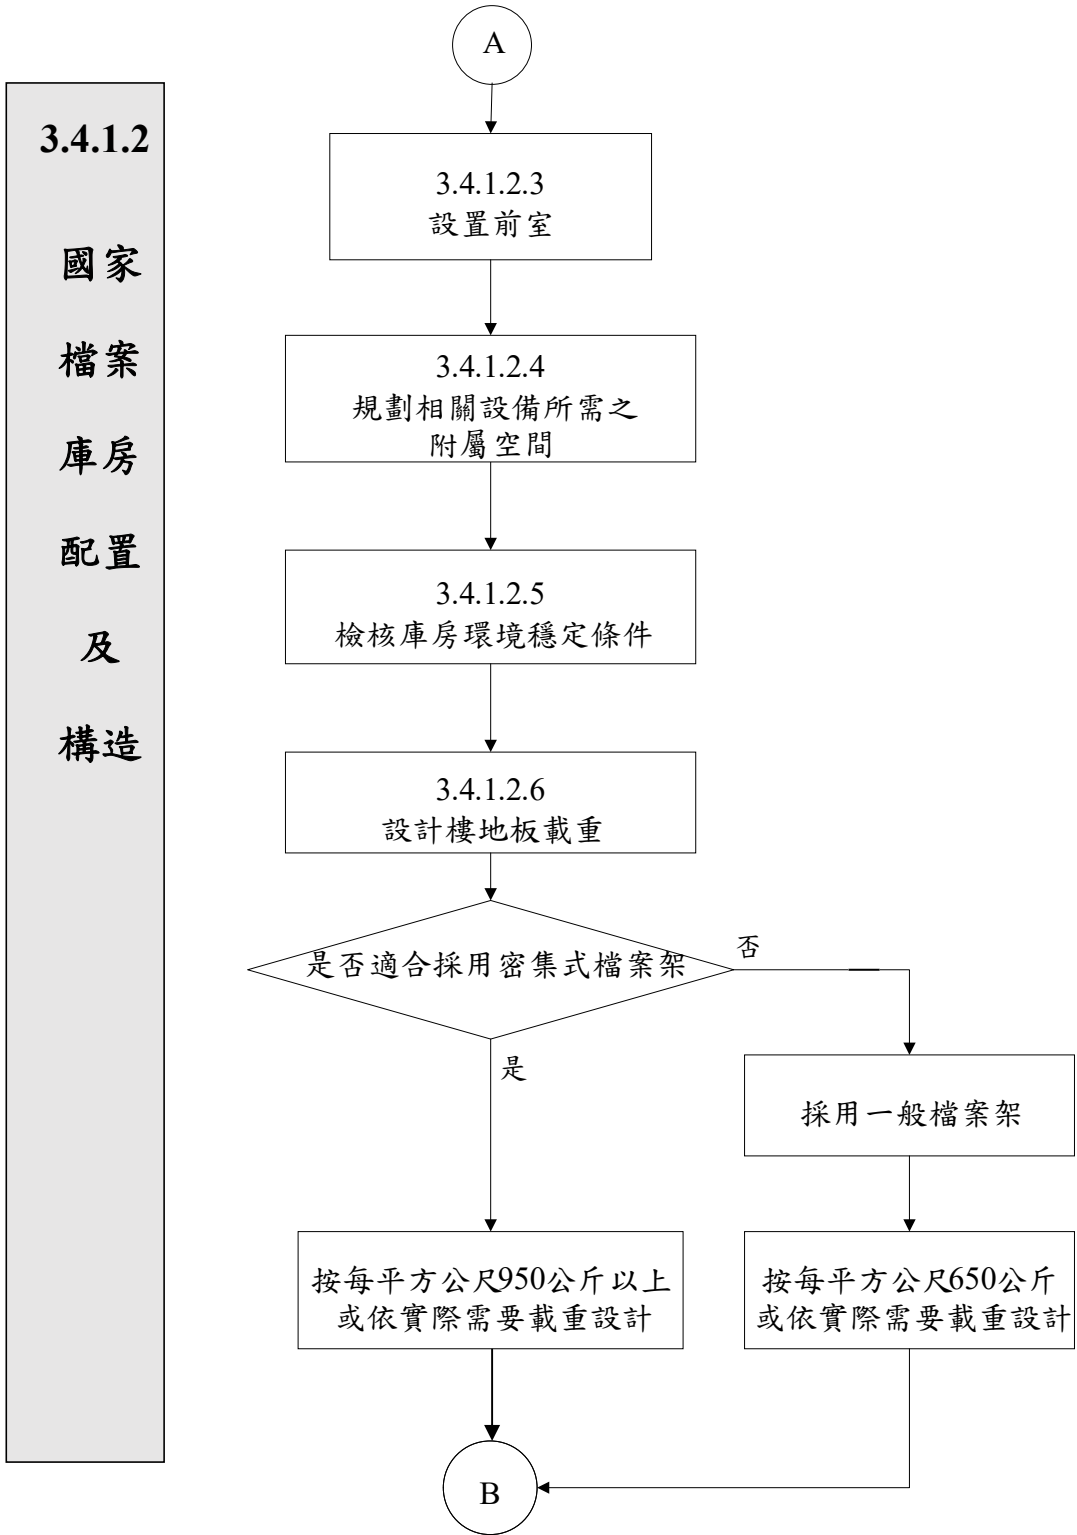 3.4.1.2
國家
檔案
庫房
配置
及
構造
A
3.4.1.2.3
設置前室
3.4.1.2.4
規劃相關設備所需之
附屬空間
3.4.1.2.5
檢核庫房環境穩定條件
3.4.1.2.6
設計樓地板載重
是否適合採用密集式檔案架
否
是
採用一般檔案架
按每平方公尺950公斤以上
或依實際需要載重設計
按每平方公尺650公斤
或依實際需要載重設計
B